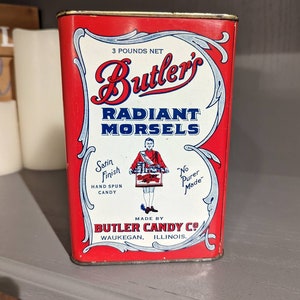 3 POUNDS NET
Butler's
RADIANT
MORSELS
Satin
Finish
HAND SPUN
CANDY
"No
Purer
Made"
MADE BY
BUTLER CANDY Co
WAUKEGAN, ILLINOIS